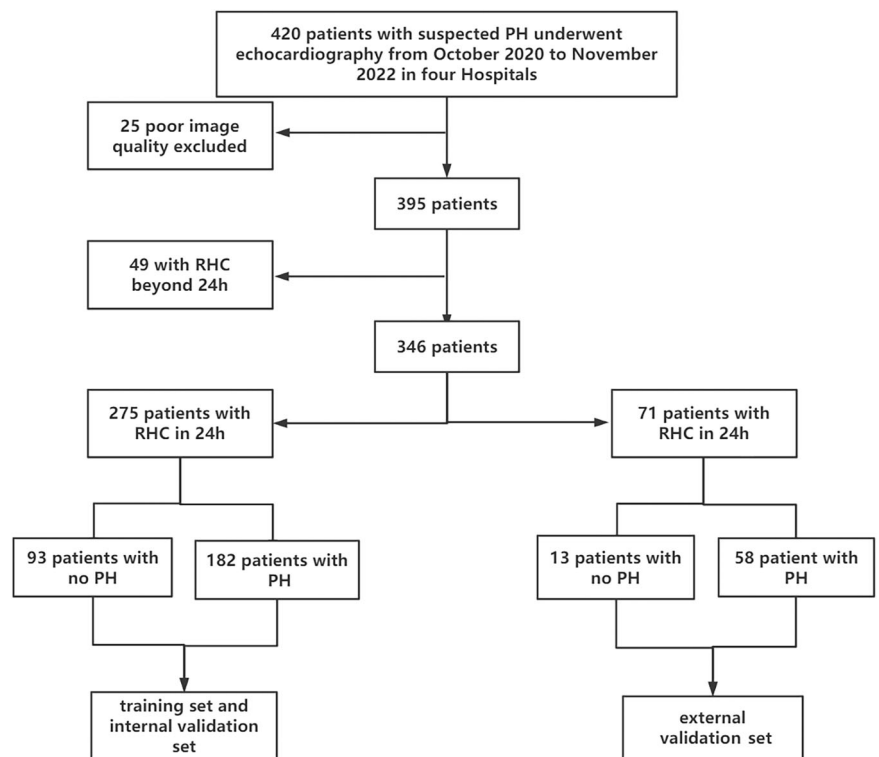 420 patients with suspected PH underwent
echocardiography from October 2020 to November
2022 in four Hospitals
25 poor image
quality excluded
395 patients
49 with RHC
beyond 24h
346 patients
275 patients with
RHC in 24h
71 patients with
RHC in 24h
93 patients with
no PH
182 patients with
PH
13 patients with
no PH
58 patient with
PH
training set and
internal validation
set
external
validation set